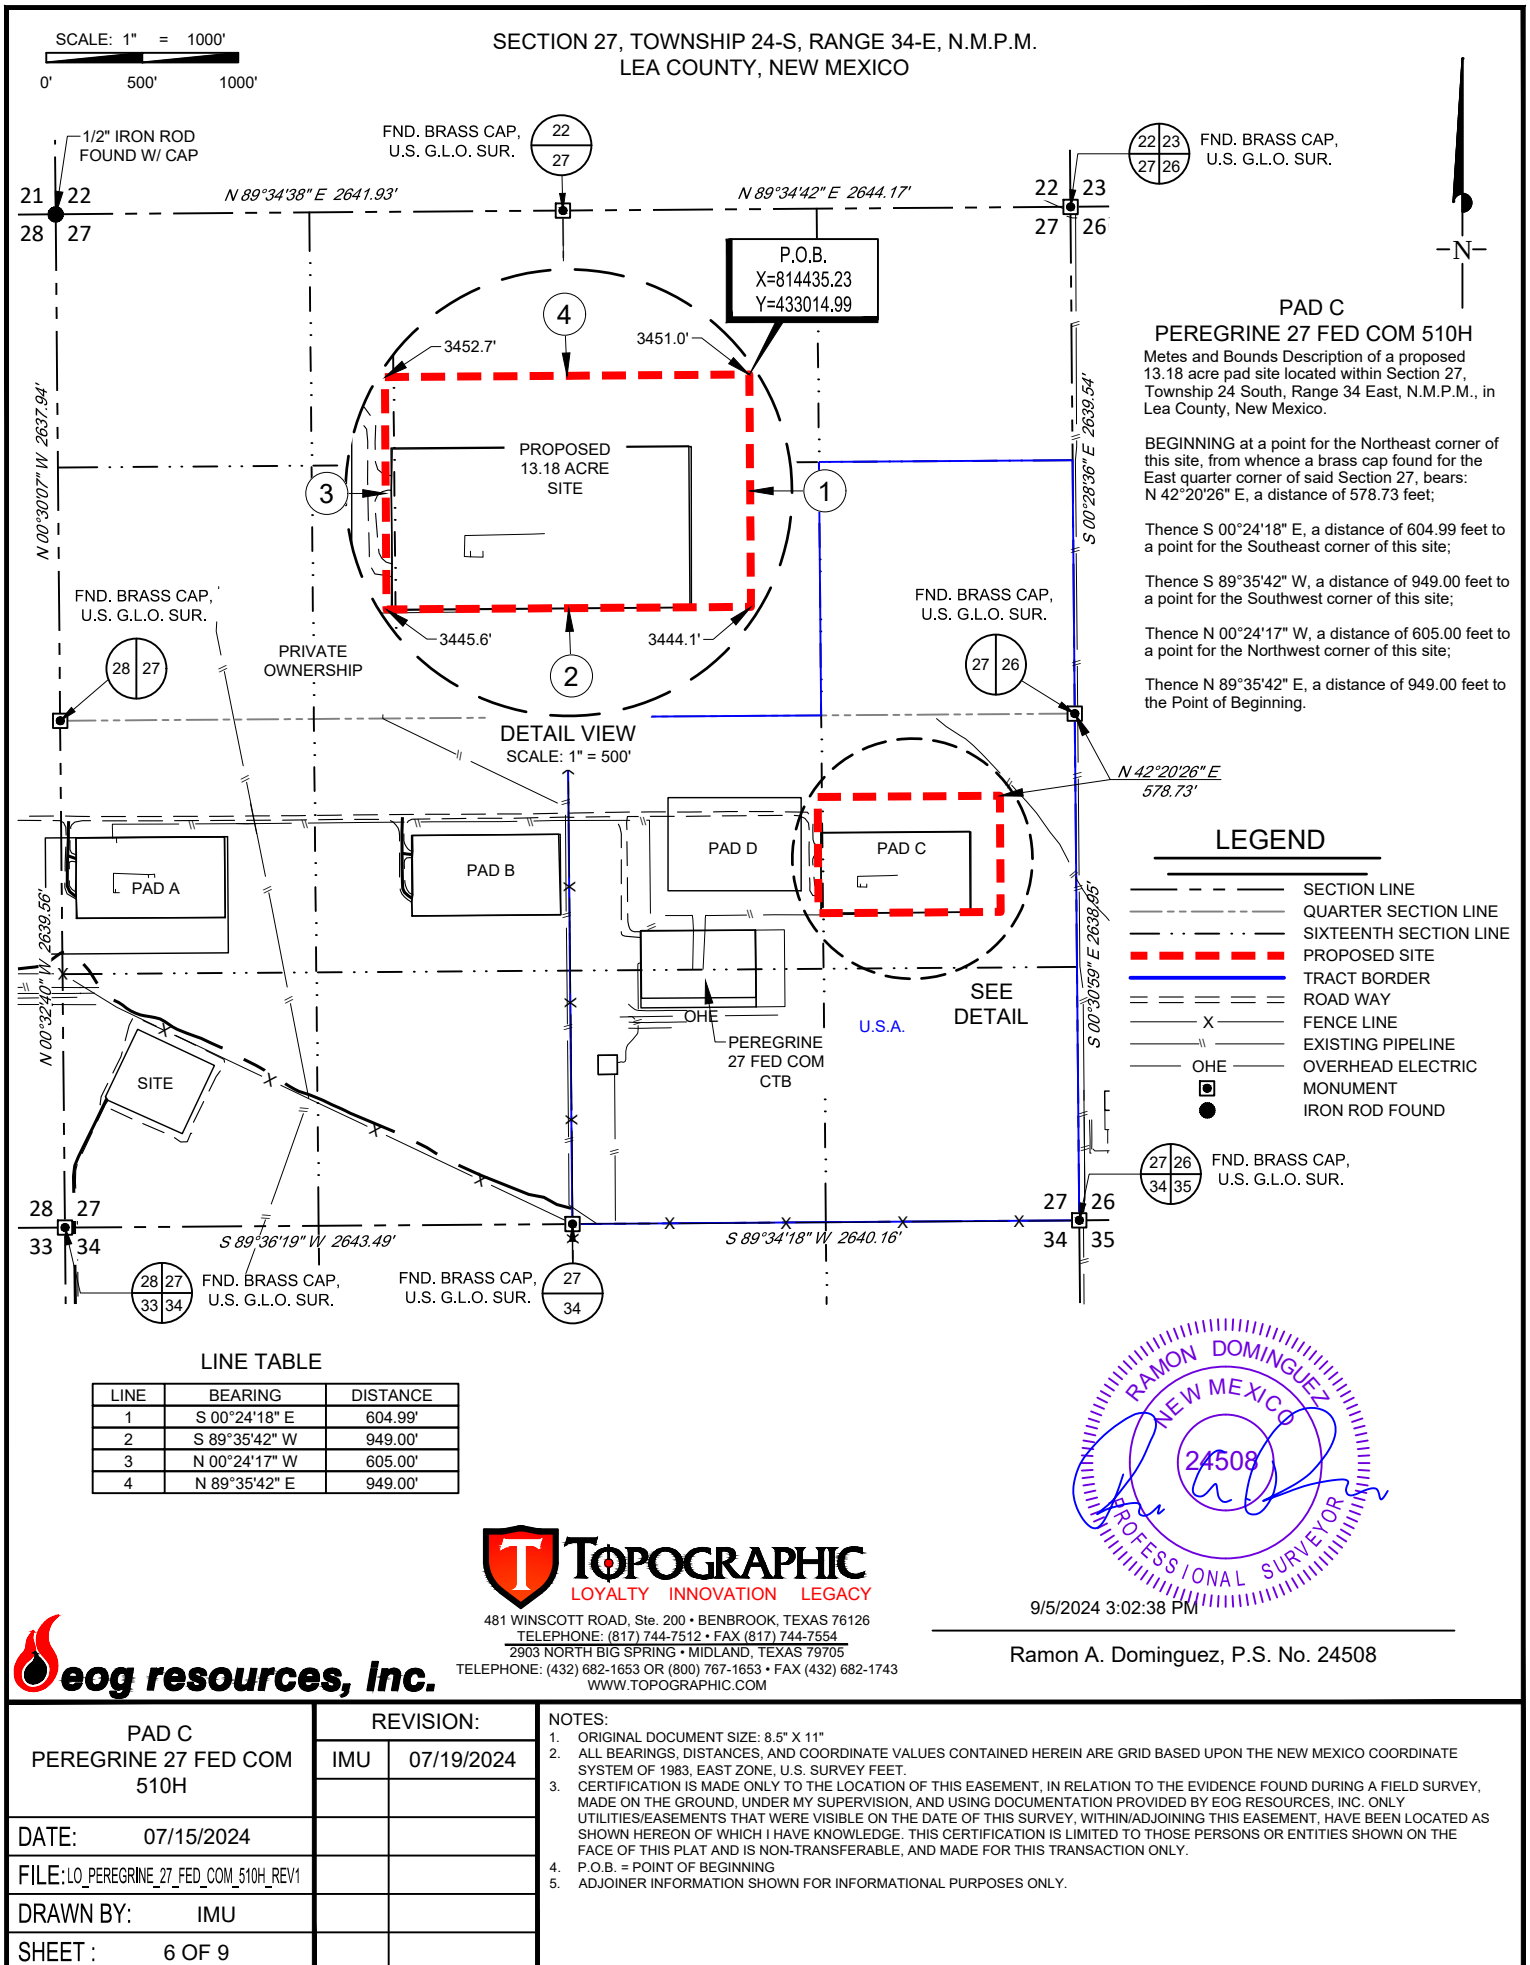 SCALE: 1" = 1000'
0' 500' 1000'
SECTION 27, TOWNSHIP 24-S, RANGE 34-E, N.M.P.M.
LEA COUNTY, NEW MEXICO
1/2" IRON ROD
FOUND W/ CAP
FND. BRASS CAP,
U.S. G.L.O. SUR.
22
27
22 23
27 26
FND. BRASS CAP,
U.S. G.L.O. SUR.
21 22
28 27
N 89°34'38" E 2641.93'
N 89°34'42" E 2644.17'
22 23
27 26
N
P.O.B.
X=814435.23
Y=433014.99
4
3452.7'
3451.0'
PROPOSED
13.18 ACRE
SITE
3
1
3445.6'
3444.1'
2
N 00°30'07" W 2637.94'
S 00°28'36" E 2639.54'
FND. BRASS CAP,
U.S. G.L.O. SUR.
28 27
PRIVATE
OWNERSHIP
DETAIL VIEW
SCALE: 1" = 500'
FND. BRASS CAP,
U.S. G.L.O. SUR.
27 26
PAD C
PEREGRINE 27 FED COM 510H
Metes and Bounds Description of a proposed
13.18 acre pad site located within Section 27,
Township 24 South, Range 34 East, N.M.P.M., in
Lea County, New Mexico.
BEGINNING at a point for the Northeast corner of
this site, from whence a brass cap found for the
East quarter corner of said Section 27, bears:
N 42°20'26" E, a distance of 578.73 feet;
Thence S 00°24'18" E, a distance of 604.99 feet to
a point for the Southeast corner of this site;
Thence S 89°35'42" W, a distance of 949.00 feet to
a point for the Southwest corner of this site;
Thence N 00°24'17" W, a distance of 605.00 feet to
a point for the Northwest corner of this site;
Thence N 89°35'42" E, a distance of 949.00 feet to
the Point of Beginning.
N 42°20'26" E
578.73'
PAD A
PAD B
PAD D
PAD C
N 00°32'40" W 2639.56'
S 00°30'59" E 2638.95'
SEE
DETAIL
U.S.A.
OHE
PEREGRINE
27 FED COM
CTB
SITE
LEGEND
SECTION LINE
QUARTER SECTION LINE
SIXTEENTH SECTION LINE
PROPOSED SITE
TRACT BORDER
ROAD WAY
X FENCE LINE
EXISTING PIPELINE
OHE OVERHEAD ELECTRIC
MONUMENT
IRON ROD FOUND
28 27
33 34
S 89°36'19" W 2643.49'
S 89°34'18" W 2640.16'
27 26
34 35
27 26
34 35
FND. BRASS CAP,
U.S. G.L.O. SUR.
28 27
33 34
FND. BRASS CAP,
U.S. G.L.O. SUR.
FND. BRASS CAP,
U.S. G.L.O. SUR.
27
34
LINE TABLE
LINE BEARING DISTANCE
1 S 00°24'18" E 604.99'
2 S 89°35'42" W 949.00'
3 N 00°24'17" W 605.00'
4 N 89°35'42" E 949.00'
RAMON DOMINGUEZ
NEW MEXICO
24508
PROFESSIONAL SURVEYOR
9/5/2024 3:02:38 PM
Ramon A. Dominguez, P.S. No. 24508
T TOPOGRAPHIC
LOYALTY INNOVATION LEGACY
481 WINSCOTT ROAD, Ste. 200 • BENBROOK, TEXAS 76126
TELEPHONE: (817) 744-7512 • FAX (817) 744-7554
2903 NORTH BIG SPRING • MIDLAND, TEXAS 79705
TELEPHONE: (432) 682-1653 OR (800) 767-1653 • FAX (432) 682-1743
WWW.TOPOGRAPHIC.COM
eog resources, inc.
PAD C
PEREGRINE 27 FED COM
510H
REVISION:
IMU 07/19/2024
DATE: 07/15/2024
FILE: LO_PEREGRINE_27_FED_COM_510H_REV1
DRAWN BY: IMU
SHEET : 6 OF 9
NOTES:
1. ORIGINAL DOCUMENT SIZE: 8.5" X 11"
2. ALL BEARINGS, DISTANCES, AND COORDINATE VALUES CONTAINED HEREIN ARE GRID BASED UPON THE NEW MEXICO COORDINATE
SYSTEM OF 1983, EAST ZONE, U.S. SURVEY FEET.
3. CERTIFICATION IS MADE ONLY TO THE LOCATION OF THIS EASEMENT, IN RELATION TO THE EVIDENCE FOUND DURING A FIELD SURVEY,
MADE ON THE GROUND, UNDER MY SUPERVISION, AND USING DOCUMENTATION PROVIDED BY EOG RESOURCES, INC. ONLY
UTILITIES/EASEMENTS THAT WERE VISIBLE ON THE DATE OF THIS SURVEY, WITHIN/ADJOINING THIS EASEMENT, HAVE BEEN LOCATED AS
SHOWN HEREON OF WHICH I HAVE KNOWLEDGE. THIS CERTIFICATION IS LIMITED TO THOSE PERSONS OR ENTITIES SHOWN ON THE
FACE OF THIS PLAT AND IS NON-TRANSFERABLE, AND MADE FOR THIS TRANSACTION ONLY.
4. P.O.B. = POINT OF BEGINNING
5. ADJOINER INFORMATION SHOWN FOR INFORMATIONAL PURPOSES ONLY.